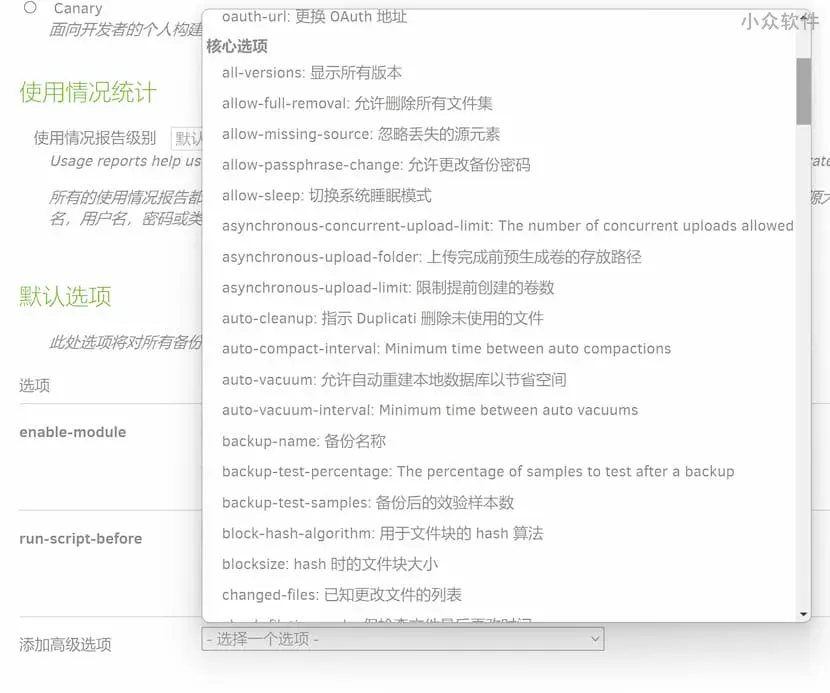 Canary
面向开发者的个人构建
使用情况统计
使用情况报告级别 默认
Usage reports help us
所有的使用情况报告都
名，用户名，密码或类
默认选项
此处选项将对所有备份
选项
enable-module
run-script-before
添加高级选项
- 选择一个选项 -
小众软件
oauth-url: 更换 OAuth 地址
核心选项
all-versions: 显示所有版本
allow-full-removal: 允许删除所有文件集
allow-missing-source: 忽略丢失的源元素
allow-passphrase-change: 允许更改备份密码
allow-sleep: 切换系统睡眠模式
asynchronous-concurrent-upload-limit: The number of concurrent uploads allowed
asynchronous-upload-folder: 上传完成前预生成卷的存放路径
asynchronous-upload-limit: 限制提前创建的卷数
auto-cleanup: 指示 Duplicati 删除未使用的文件
auto-compact-interval: Minimum time between auto compactions
auto-vacuum: 允许自动重建本地数据库以节省空间
auto-vacuum-interval: Minimum time between auto vacuums
backup-name: 备份名称
backup-test-percentage: The percentage of samples to test after a backup
backup-test-samples: 备份后的效验样本数
block-hash-algorithm: 用于文件块的 hash 算法
blocksize: hash 时的文件块大小
changed-files: 已知更改文件的列表